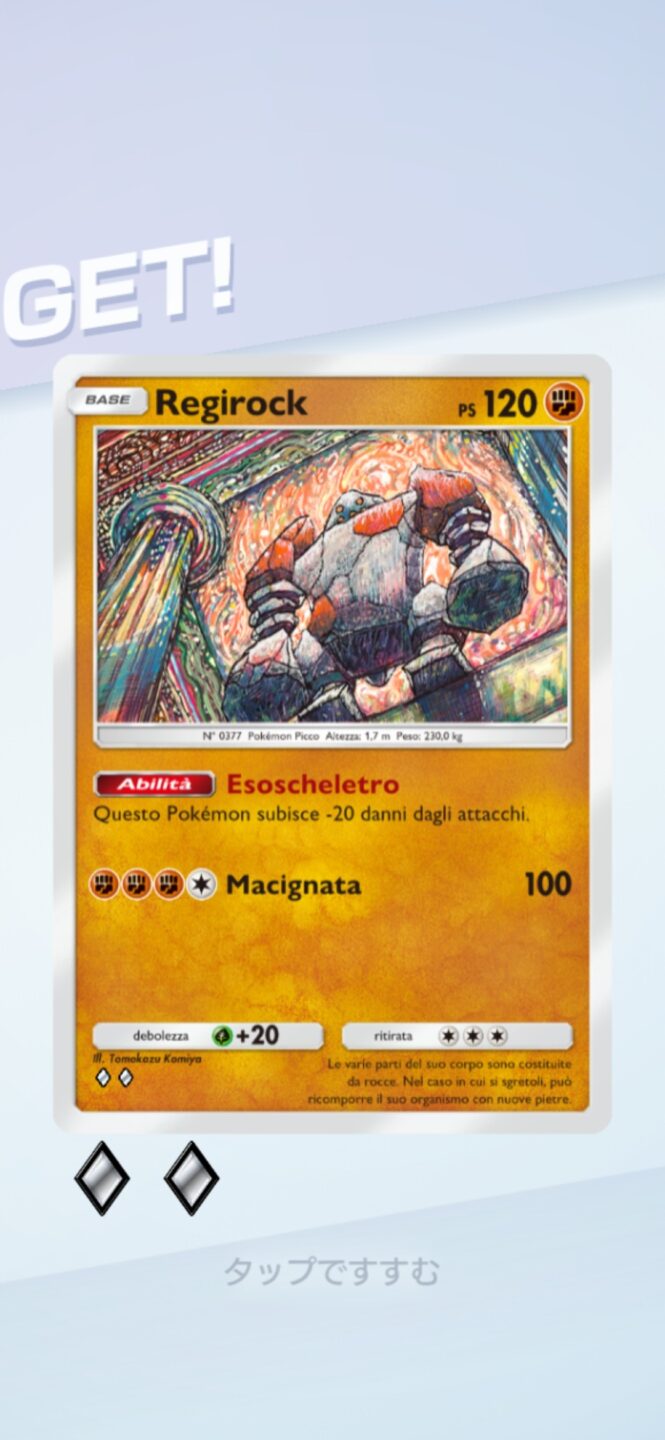 GET!
BASE Regirock PS 120
N° 0377 Pokémon Picco Altezza: 1,7 m Peso: 230,0 kg
Abilità Esoscheletro
Questo Pokémon subisce -20 danni dagli attacchi.
Macignata 100
debolezza +20 ritirata
Ill. Tomokazu Komiya
Le varie parti del suo corpo sono costituite
da rocce. Nel caso in cui si sgretoli, può
ricomporre il suo organismo con nuove pietre.
タップですすむ